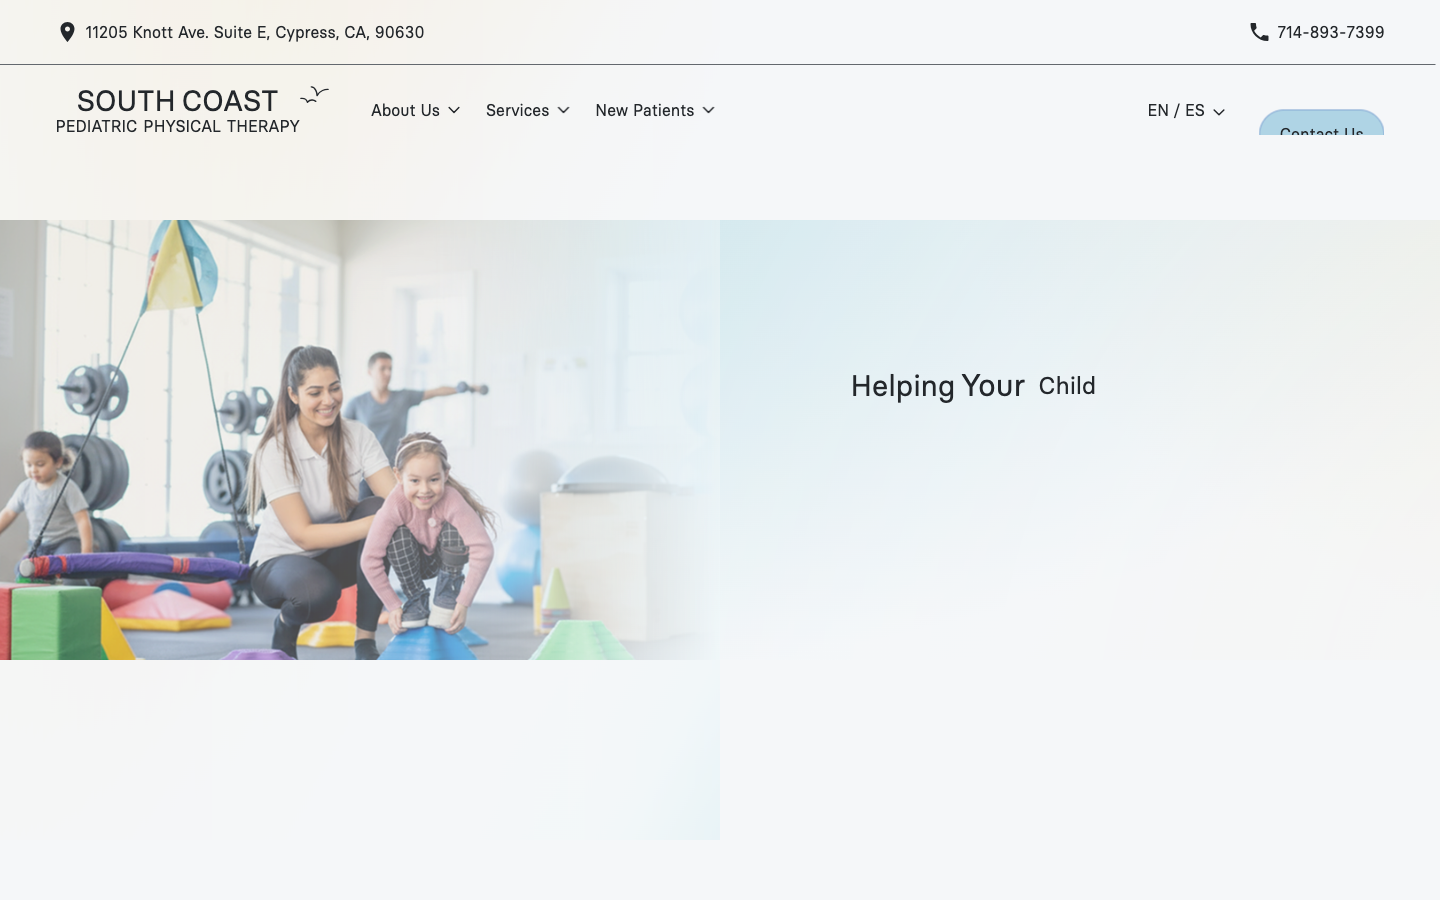 11205 Knott Ave. Suite E, Cypress, CA, 90630
714-893-7399
SOUTH COAST
PEDIATRIC PHYSICAL THERAPY
About Us
Services
New Patients
EN / ES
Contact Us
Helping Your Child